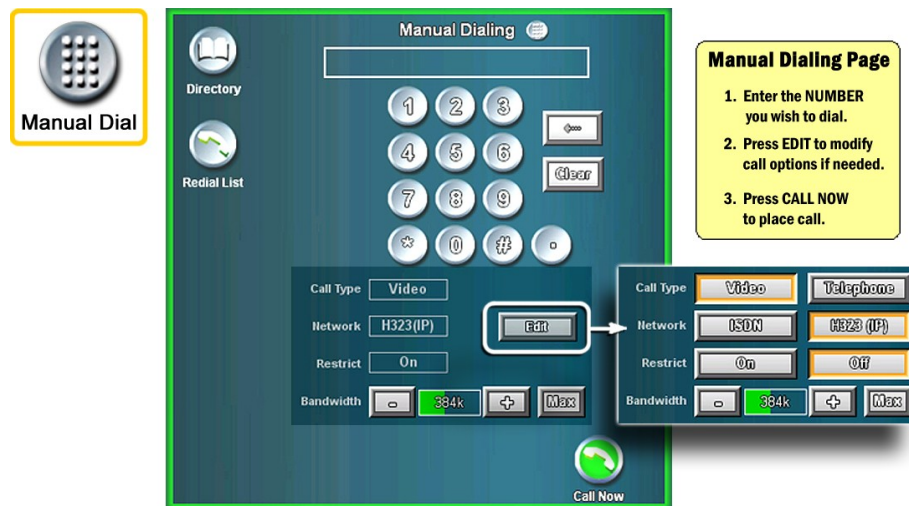 Manual Dial
Manual Dialing
Directory
Redial List
1 2 3
4 5 6
Clear
7 8 9
* 0 # .
Call Type Video
Network H323(IP)
Edit
Restrict On
Bandwidth - 384k + Max
Call Now
Manual Dialing Page
1. Enter the NUMBER
you wish to dial.
2. Press EDIT to modify
call options if needed.
3. Press CALL NOW
to place call.
Call Type Video Telephone
Network ISDN H323 (IP)
Restrict On Off
Bandwidth - 384k + Max